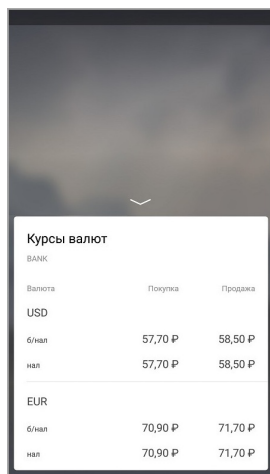 Курсы валют
BANK
Валюта Покупка Продажа
USD
б/нал 57,70 ₽ 58,50 ₽
нал 57,70 ₽ 58,50 ₽
EUR
б/нал 70,90 ₽ 71,70 ₽
нал 70,90 ₽ 71,70 ₽